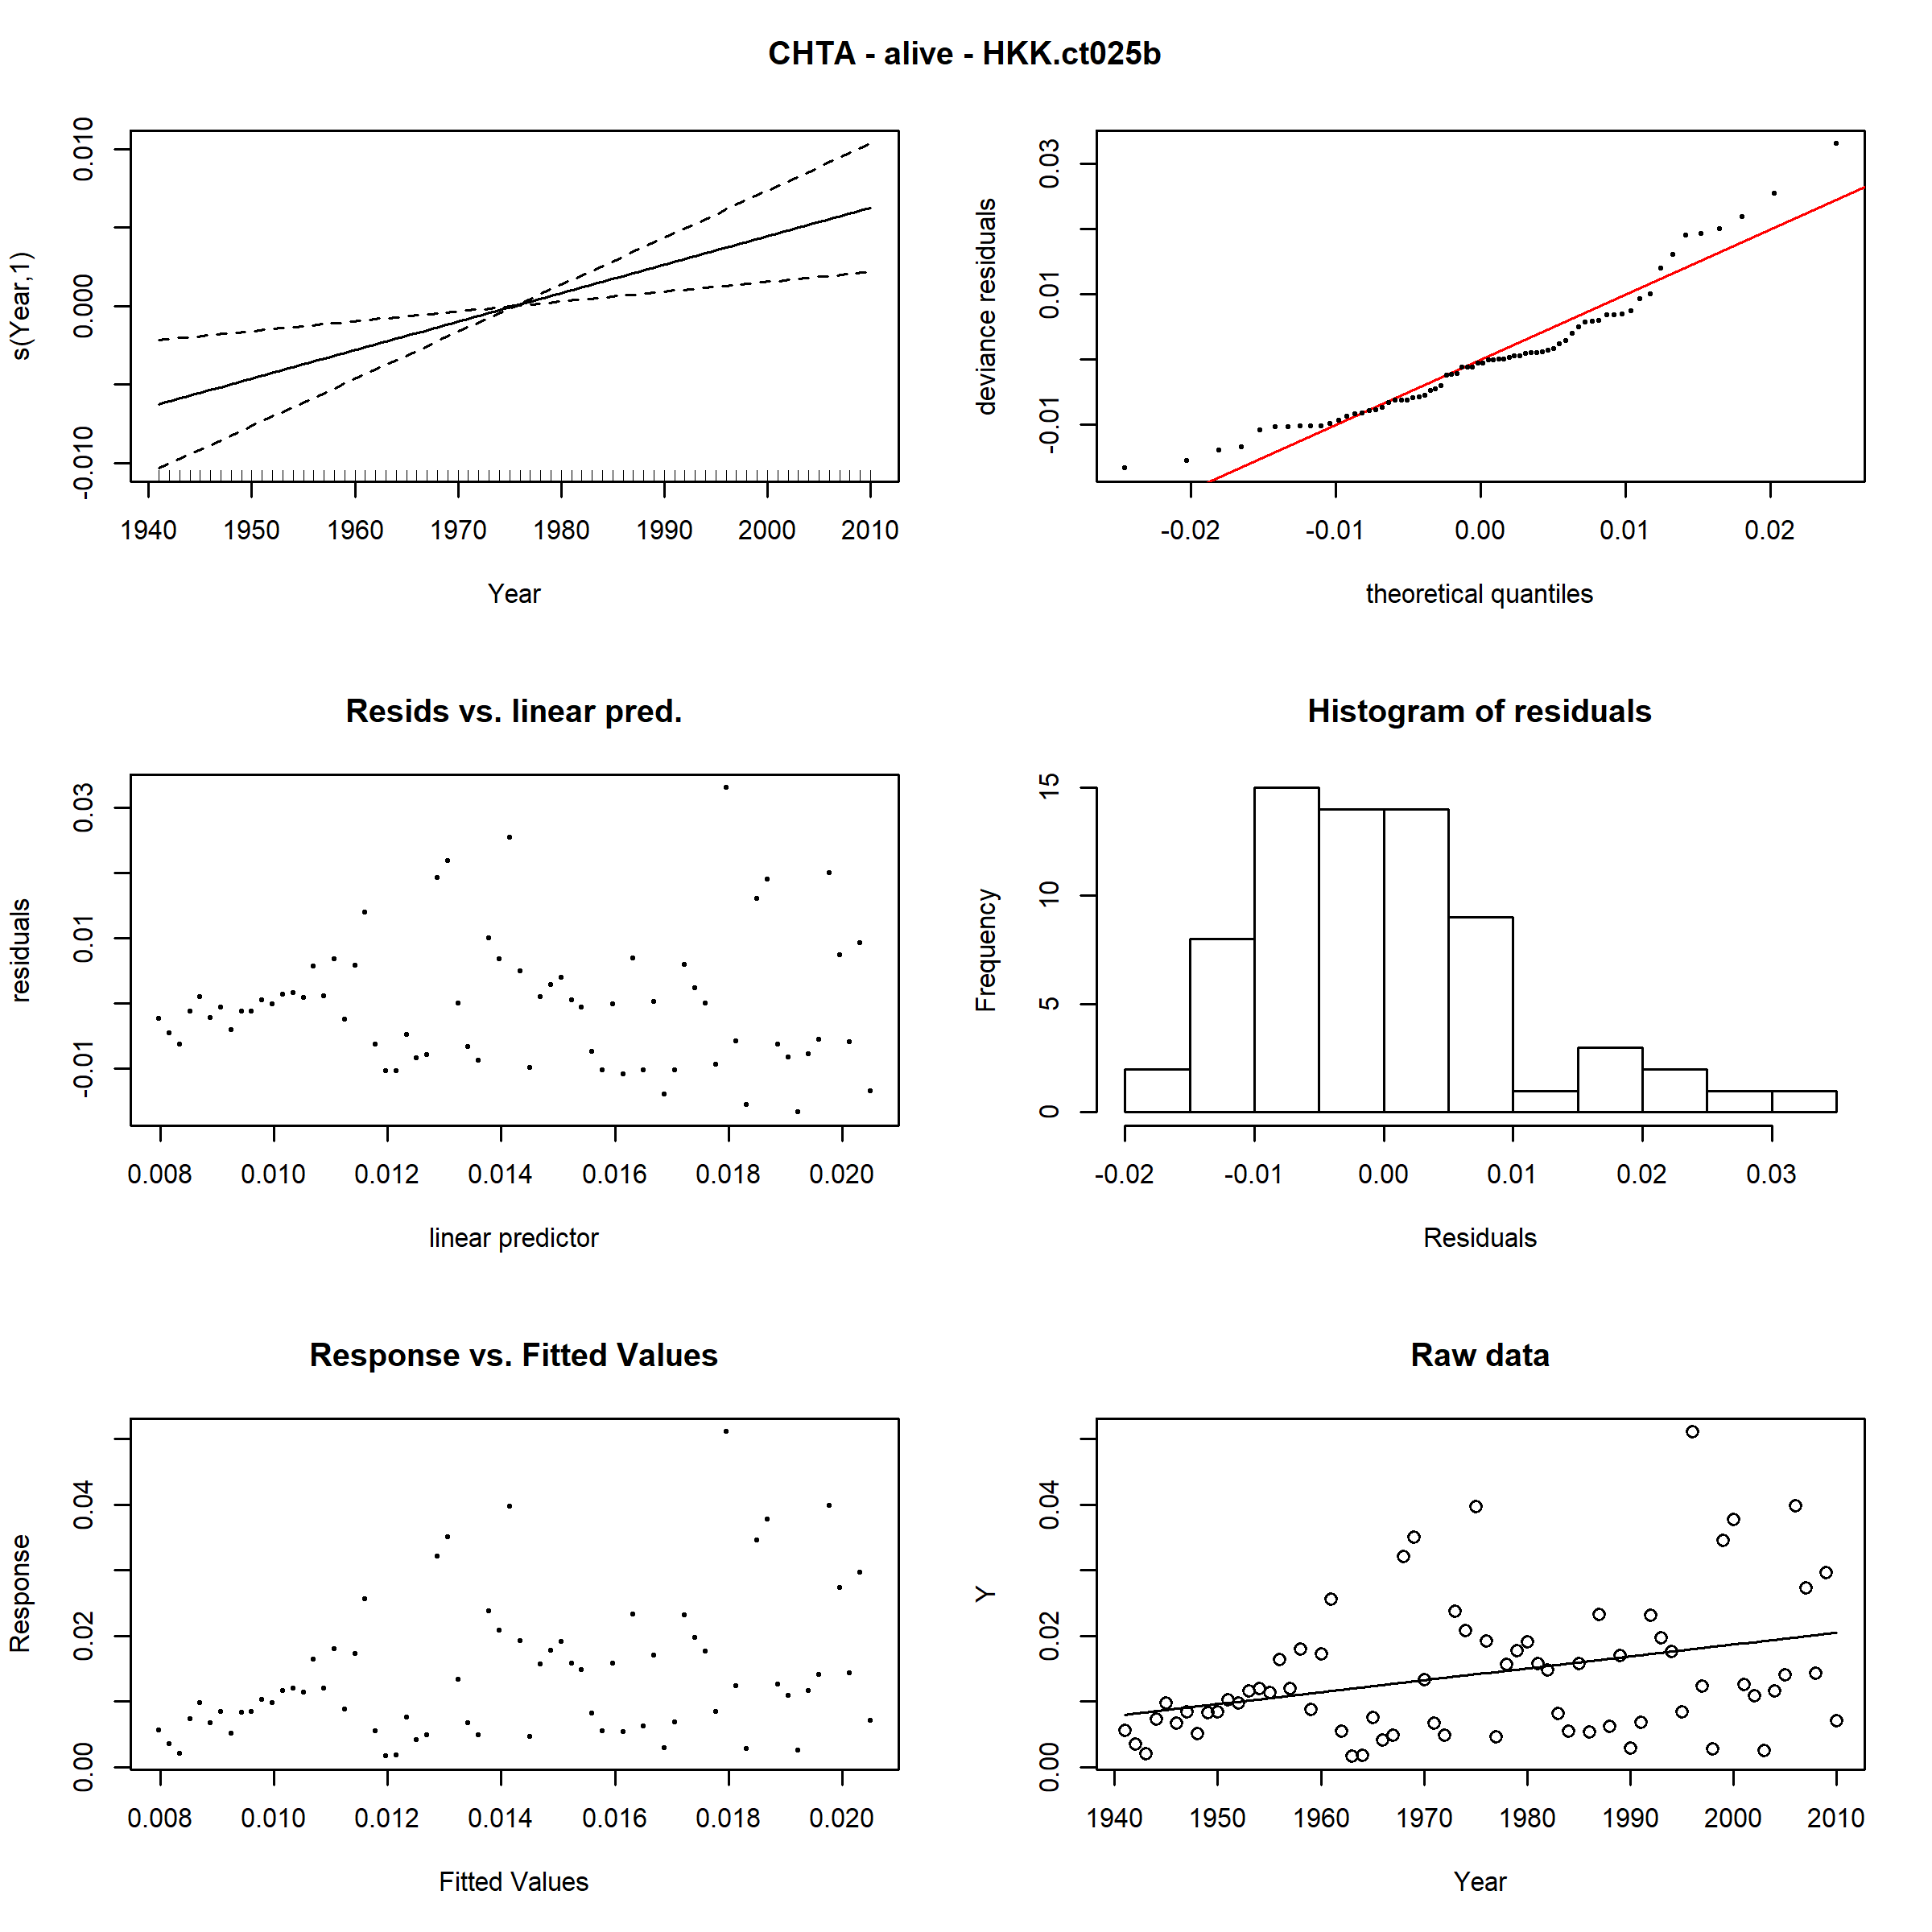 CHTA - alive - HKK.ct025b
s(Year,1)
-0.010 0.000 0.010
1940 1950 1960 1970 1980 1990 2000 2010
Year
deviance residuals
-0.01 0.01 0.03
-0.02 -0.01 0.00 0.01 0.02
theoretical quantiles
Resids vs. linear pred.
residuals
-0.01 0.01 0.03
0.008 0.010 0.012 0.014 0.016 0.018 0.020
linear predictor
Histogram of residuals
Frequency
0 5 10 15
-0.02 -0.01 0.00 0.01 0.02 0.03
Residuals
Response vs. Fitted Values
Response
0.00 0.02 0.04
0.008 0.010 0.012 0.014 0.016 0.018 0.020
Fitted Values
Raw data
Y
0.00 0.02 0.04
1940 1950 1960 1970 1980 1990 2000 2010
Year